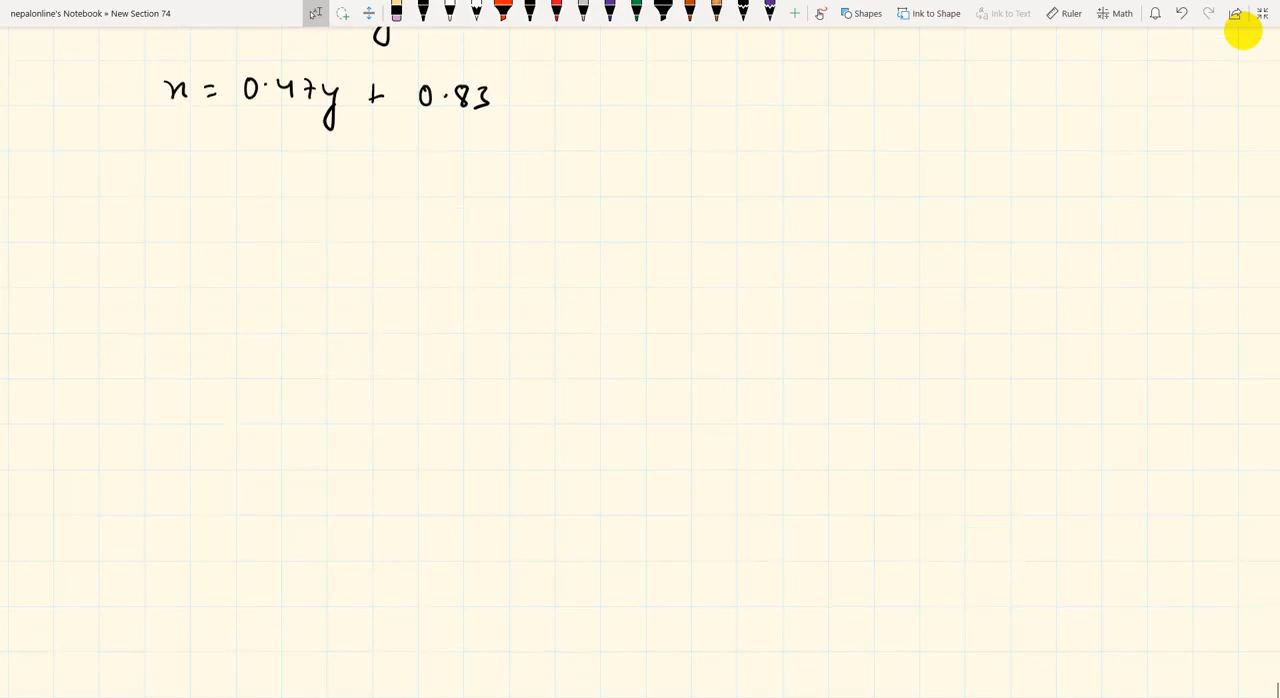 nepalonline's Notebook » New Section 74
Shapes Ink to Shape Ink to Text Ruler Math
x = 0.47y + 0.83